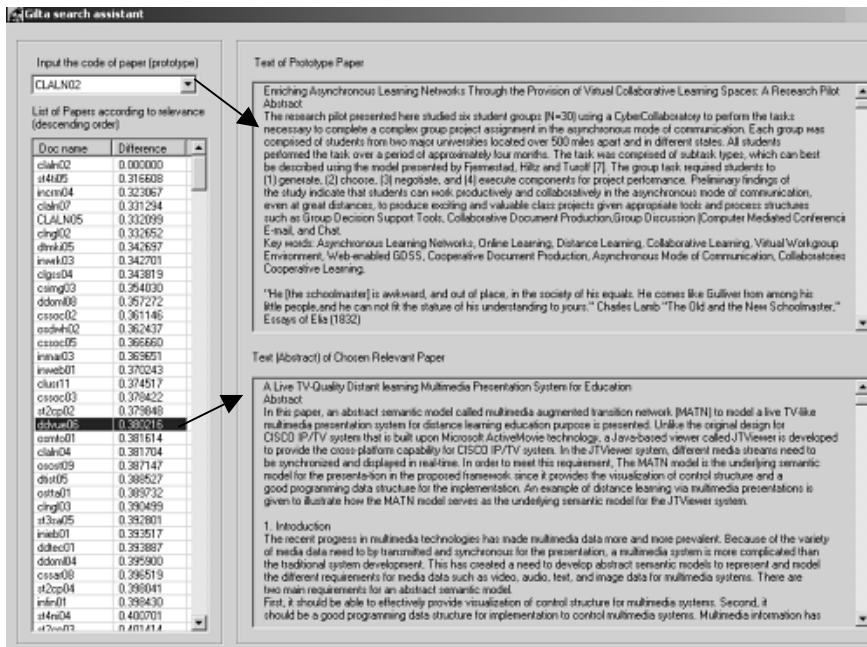 Gilta search assistant
Input the code of paper (prototype)
CLALN02
List of Papers according to relevance
(descending order)
Doc name Difference
claln02 0.000000
st4ti05 0.316608
incrm04 0.323067
claln07 0.331294
CLALN05 0.332099
clngl02 0.332652
dtmki05 0.342697
inwrk03 0.342701
clgss04 0.343819
csimg03 0.354030
ddoml08 0.357272
cssoc02 0.361146
osdwh02 0.362437
cssoc05 0.366660
inmar03 0.369651
inweb01 0.370243
clusr11 0.374517
cssoc03 0.378422
st2cp02 0.379848
ddvue06 0.380216
osmto01 0.381614
claln04 0.381704
osost09 0.387147
dtist05 0.388527
ostta01 0.389732
clngl03 0.390499
st3sa05 0.392801
inieb01 0.393517
ddtec01 0.393887
ddoml04 0.395900
cssar08 0.396519
st2cp04 0.398041
infin01 0.398430
st4ni04 0.400701
st2cp03 0.401414
Text of Prototype Paper
Enriching Asynchronous Learning Networks Through the Provision of Virtual Collaborative Learning Spaces: A Research Pilot
Abstract
The research pilot presented here studied six student groups (N=30) using a CyberCollaboratory to perform the tasks
necessary to complete a complex group project assignment in the asynchronous mode of communication. Each group was
comprised of students from two major universities located over 500 miles apart and in different states. All students
performed the task over a period of approximately four months. The task was comprised of subtask types, which can best
be described using the model presented by Fjermestad, Hiltz and Turoff [7]. The group task required students to
(1) generate, (2) choose, (3) negotiate, and (4) execute components for project performance. Preliminary findings of
the study indicate that students can work productively and collaboratively in the asynchronous mode of communication,
even at great distances, to produce exciting and valuable class projects given appropriate tools and process structures
such as Group Decision Support Tools, Collaborative Document Production,Group Discussion (Computer Mediated Conferenci
E-mail, and Chat.
Key words: Asynchronous Learning Networks, Online Learning, Distance Learning, Collaborative Learning, Virtual Workgroup
Environment, Web-enabled GDSS, Cooperative Document Production, Asynchronous Mode of Communication, Collaboratories
Cooperative Learning.
"He [the schoolmaster] is awkward, and out of place, in the society of his equals. He comes like Gulliver from among his
little people,and he can not fit the stature of his understanding to yours." Charles Lamb "The Old and the New Schoolmaster,"
Essays of Elia (1832)
Text (Abstract) of Chosen Relevant Paper
A Live TV-Quality Distant learning Multimedia Presentation System for Education
Abstract
In this paper, an abstract semantic model called multimedia augmented transition network (MATN) to model a live TV-like
multimedia presentation system for distance learning education purpose is presented. Unlike the original design for
CISCO IP/TV system that is built upon Microsoft ActiveMovie technology, a Java-based viewer called JTViewer is developed
to provide the cross-platform capability for CISCO IP/TV system. In the JTViewer system, different media streams need to
be synchronized and displayed in real-time. In order to meet this requirement, The MATN model is the underlying semantic
model for the presenta-tion in the proposed framework since it provides the visualization of control structure and a
good programming data structure for the implementation. An example of distance learning via multimedia presentations is
given to illustrate how the MATN model serves as the underlying semantic model for the JTViewer system.
1. Introduction
The recent progress in multimedia technologies has made multimedia data more and more prevalent. Because of the variety
of media data need to by transmitted and synchronous for the presentation, a multimedia system is more complicated than
the traditional system development. This has created a need to develop abstract semantic models to represent and model
the different requirements for media data such as video, audio, text, and image data for multimedia systems. There are
two main requirements for an abstract semantic model.
First, it should be able to effectively provide visualization of control structure for multimedia systems. Second, it
should be a good programming data structure for implementation to control multimedia systems. Multimedia information has